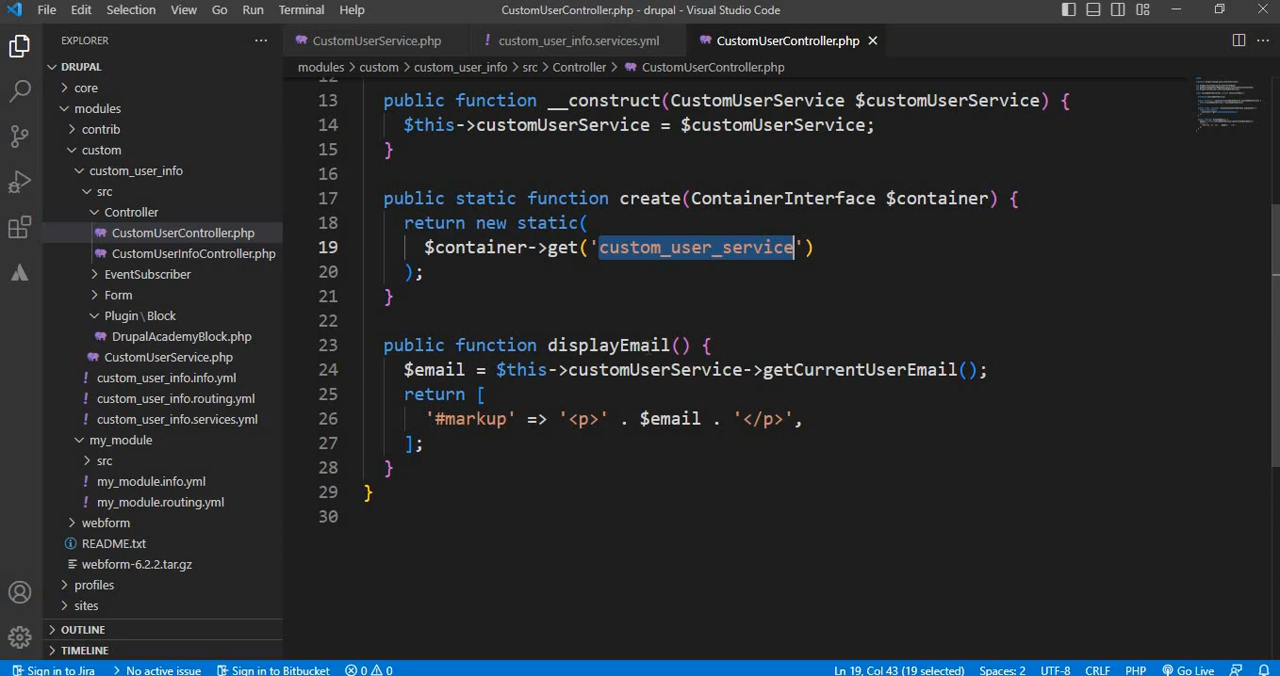 File Edit Selection View Go Run Terminal Help CustomUserController.php - drupal - Visual Studio Code
EXPLORER ··· CustomUserService.php ! custom_user_info.services.yml CustomUserController.php ×
modules > custom > custom_user_info > src > Controller > CustomUserController.php
DRUPAL
core
modules
contrib
custom
custom_user_info
src
Controller
CustomUserController.php
CustomUserInfoController.php
EventSubscriber
Form
Plugin\Block
DrupalAcademyBlock.php
CustomUserService.php
! custom_user_info.info.yml
! custom_user_info.routing.yml
! custom_user_info.services.yml
my_module
src
! my_module.info.yml
! my_module.routing.yml
webform
README.txt
webform-6.2.2.tar.gz
profiles
sites
OUTLINE
TIMELINE
12
13 public function __construct(CustomUserService $customUserService) {
14 $this->customUserService = $customUserService;
15 }
16
17 public static function create(ContainerInterface $container) {
18 return new static(
19 $container->get('custom_user_service')
20 );
21 }
22
23 public function displayEmail() {
24 $email = $this->customUserService->getCurrentUserEmail();
25 return [
26 '#markup' => '<p>' . $email . '</p>',
27 ];
28 }
29 }
30
Sign in to Jira > No active issue Sign in to Bitbucket 0 0 Ln 19, Col 43 (19 selected) Spaces: 2 UTF-8 CRLF PHP Go Live